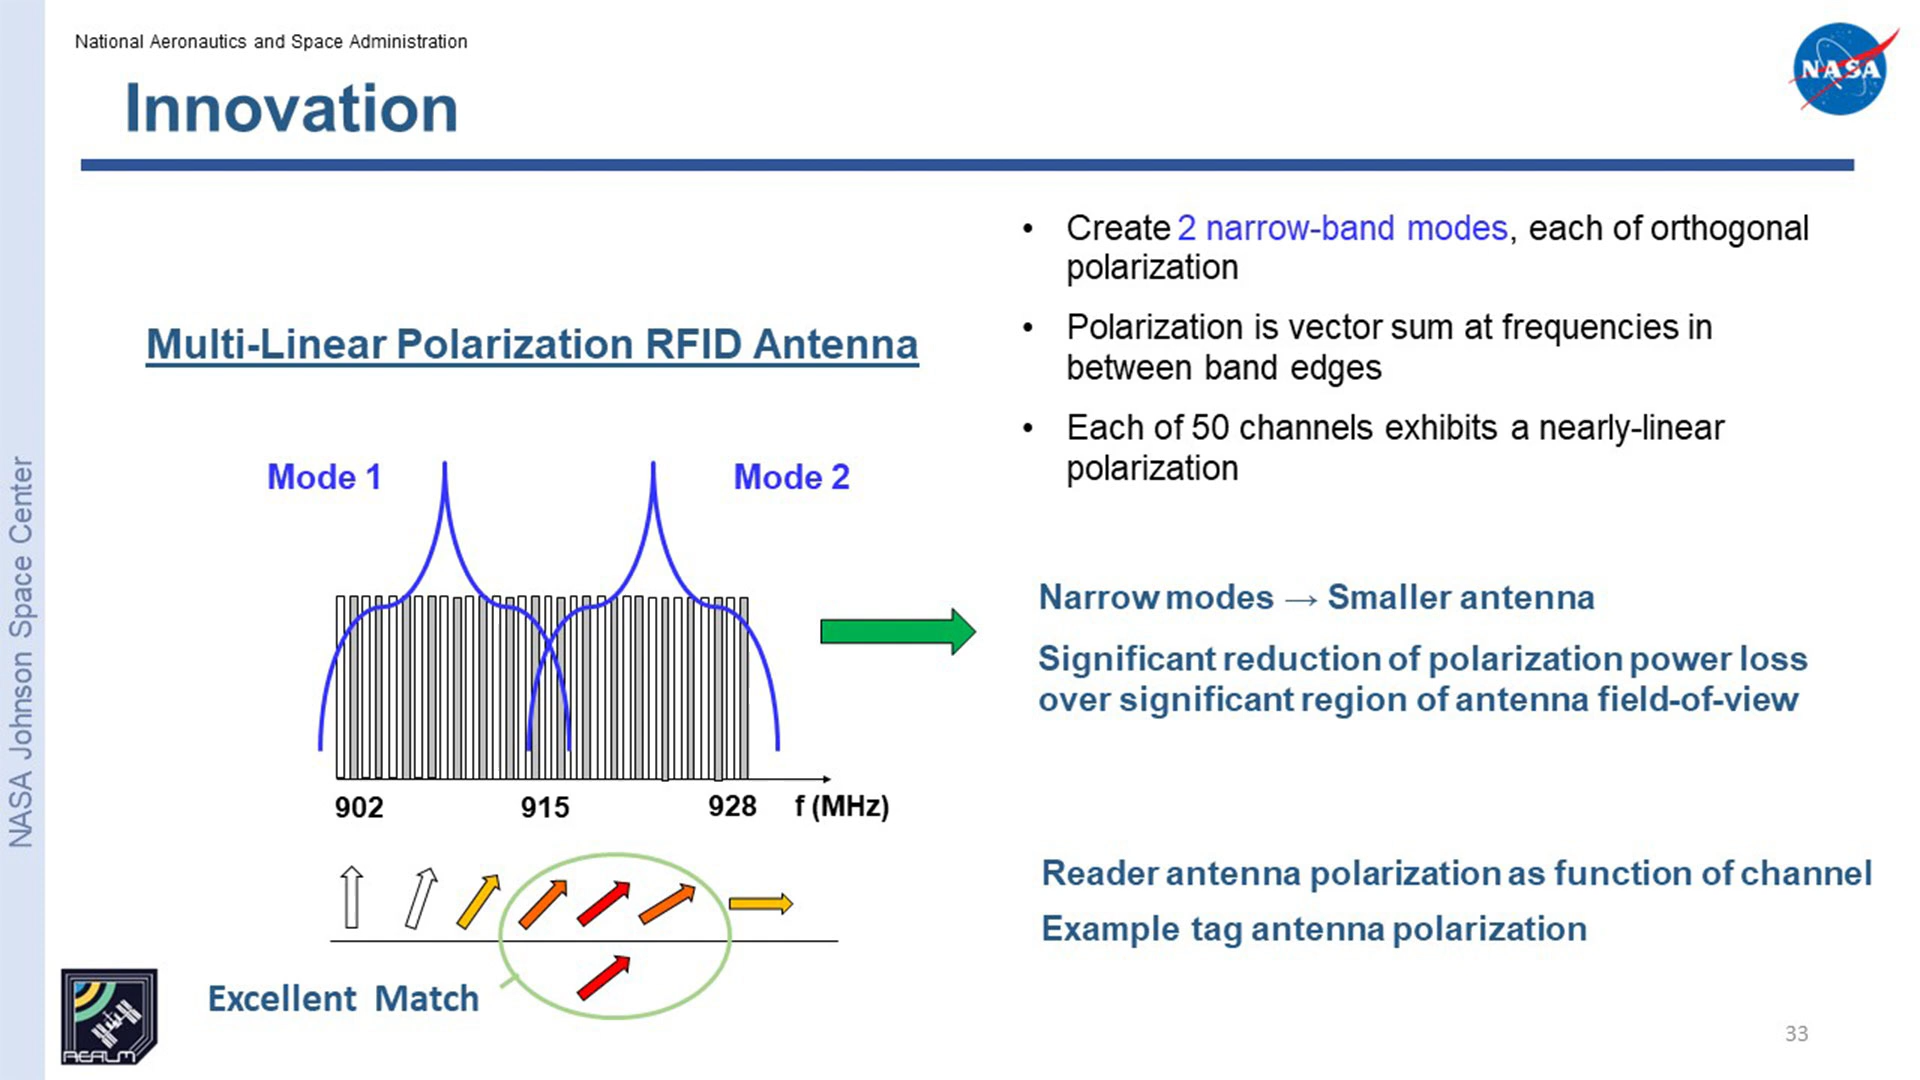 National Aeronautics and Space Administration
NASA
Innovation
NASA Johnson Space Center
• Create 2 narrow-band modes, each of orthogonal
polarization
• Polarization is vector sum at frequencies in
between band edges
• Each of 50 channels exhibits a nearly-linear
polarization
Multi-Linear Polarization RFID Antenna
Mode 1
Mode 2
902
915
928
f (MHz)
Narrow modes → Smaller antenna
Significant reduction of polarization power loss
over significant region of antenna field-of-view
Reader antenna polarization as function of channel
Example tag antenna polarization
Excellent Match
REALM
33